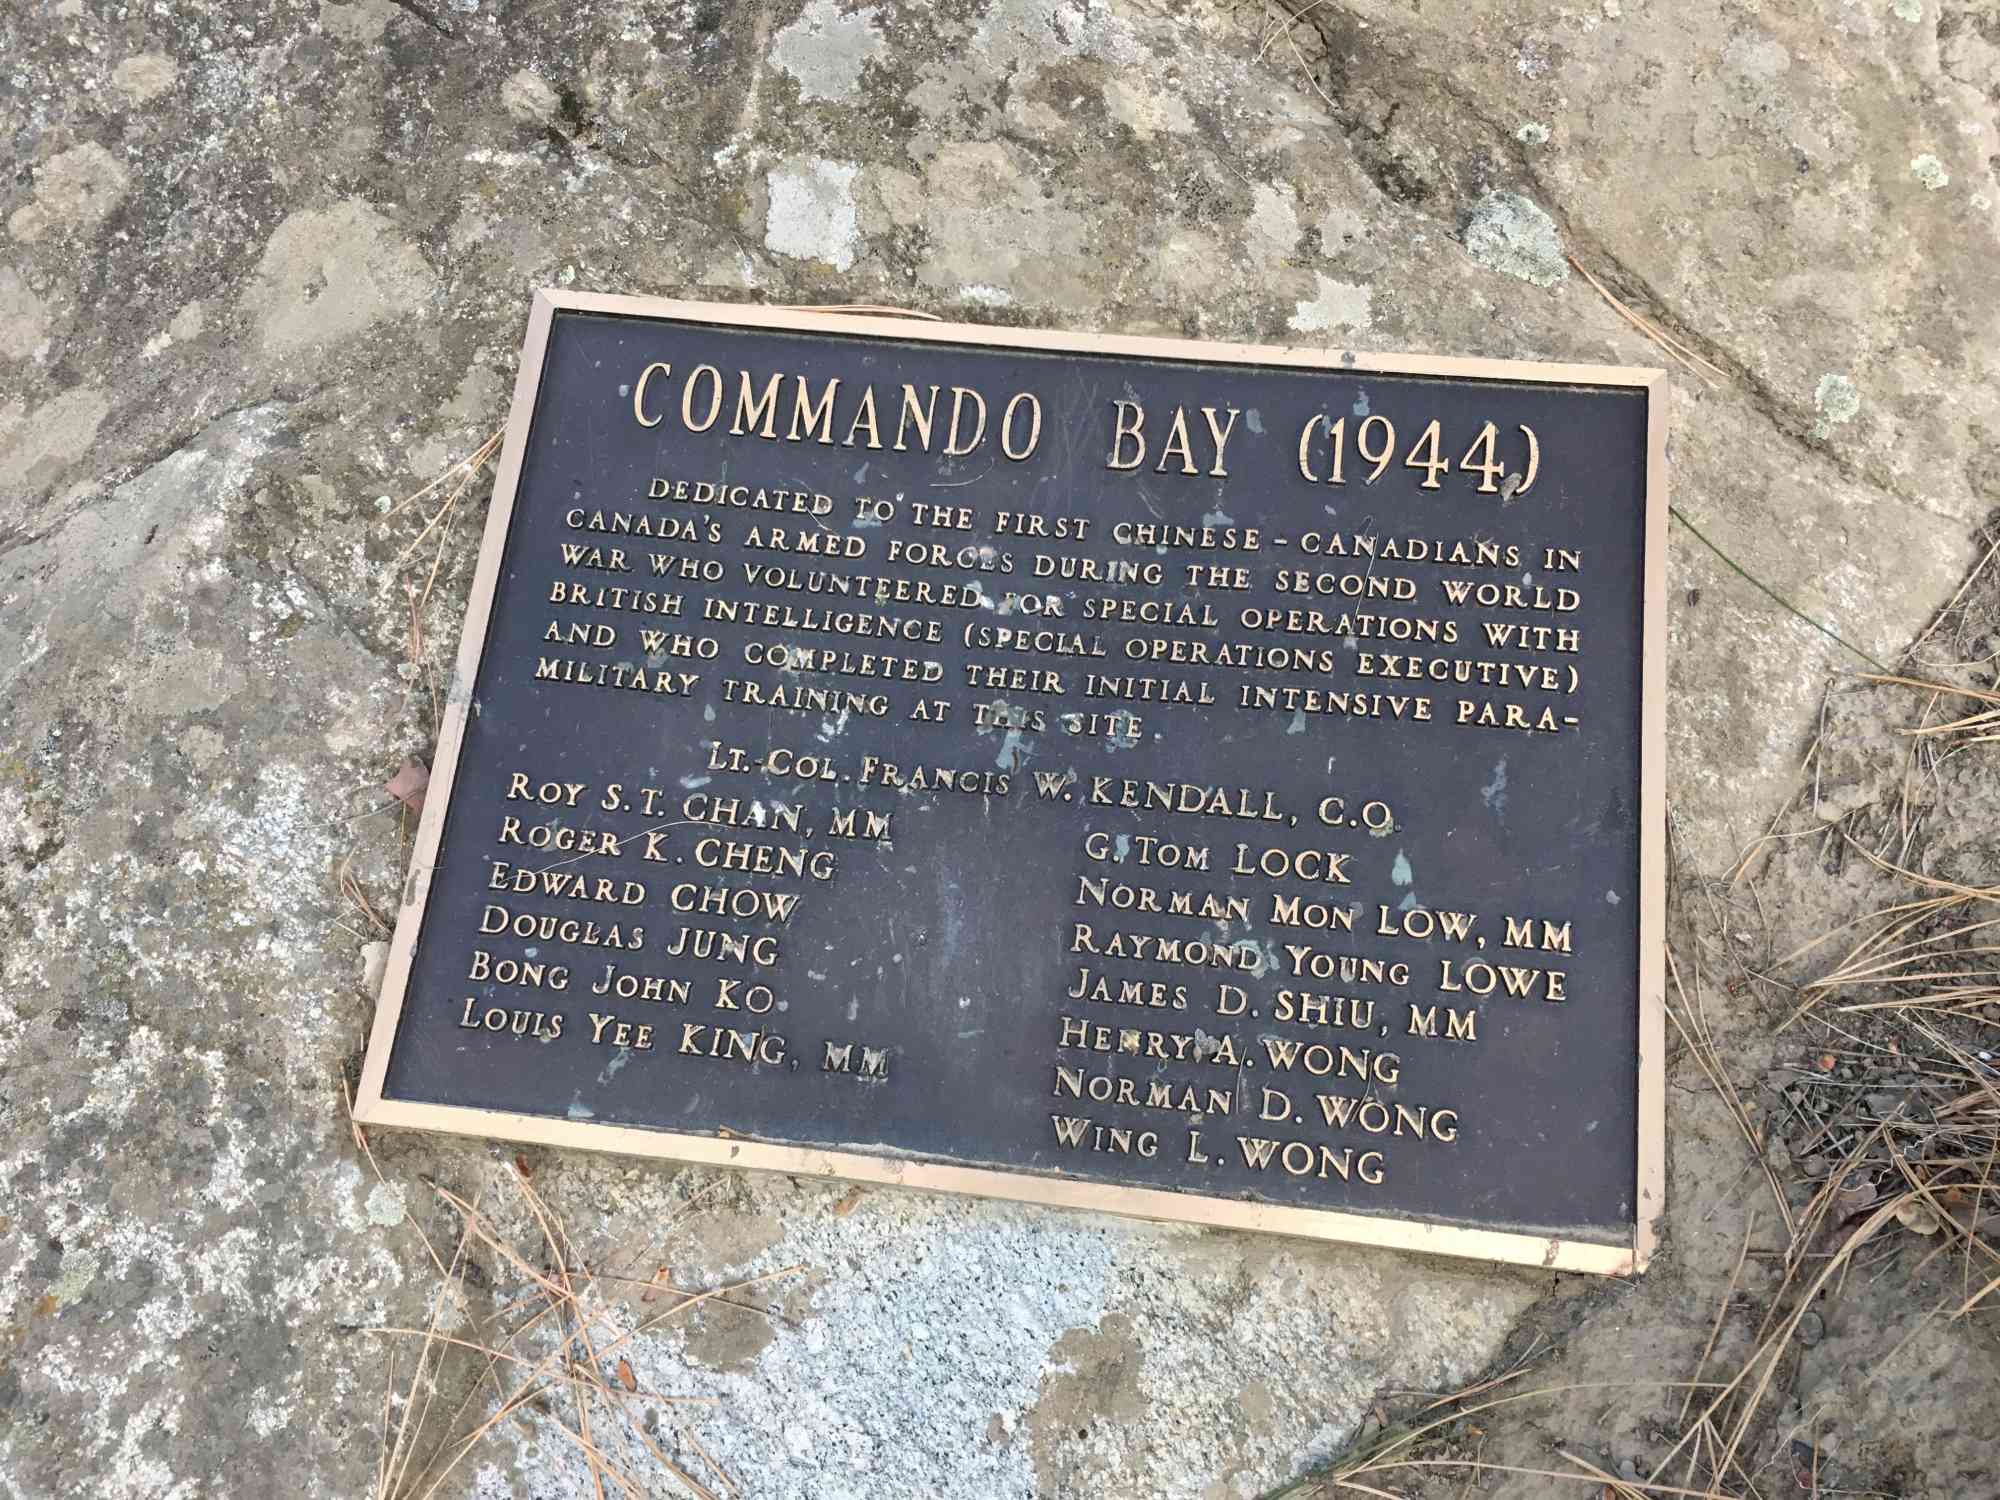 COMMANDO BAY (1944)
DEDICATED TO THE FIRST CHINESE-CANADIANS IN
CANADA'S ARMED FORCES DURING THE SECOND WORLD
WAR WHO VOLUNTEERED FOR SPECIAL OPERATIONS WITH
BRITISH INTELLIGENCE (SPECIAL OPERATIONS EXECUTIVE)
AND WHO COMPLETED THEIR INITIAL INTENSIVE PARA-
MILITARY TRAINING AT THIS SITE.
LT.-COL. FRANCIS W. KENDALL, C.O.
ROY S.T. CHAN, MM
ROGER K. CHENG
EDWARD CHOW
DOUGLAS JUNG
BONG JOHN KO
LOUIS YEE KING, MM
G. TOM LOCK
NORMAN MON LOW, MM
RAYMOND YOUNG LOWE
JAMES D. SHIU, MM
HENRY A. WONG
NORMAN D. WONG
WING L. WONG